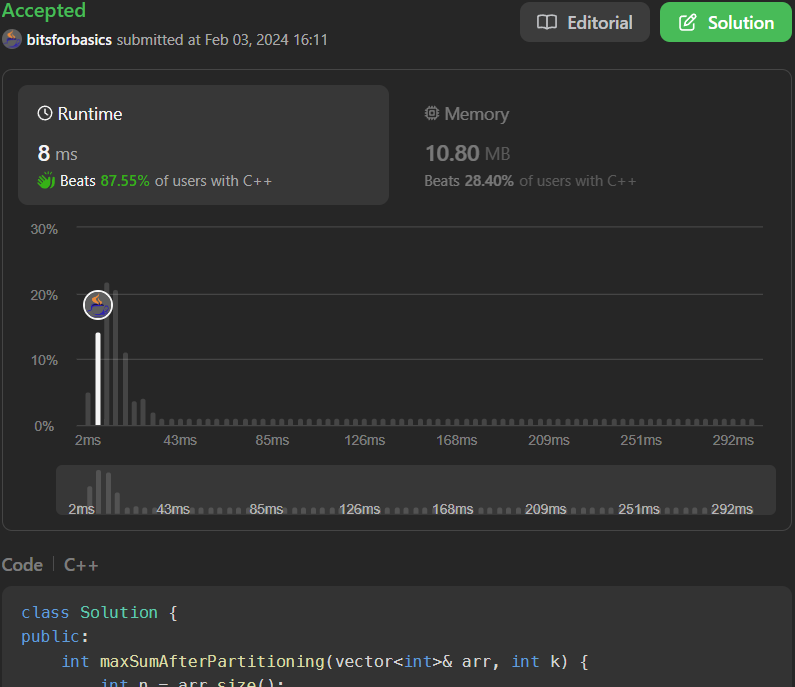 Accepted
Editorial
Solution
bitsforbasics submitted at Feb 03, 2024 16:11
Runtime
8 ms
Beats 87.55% of users with C++
Memory
10.80 MB
Beats 28.40% of users with C++
30%
20%
10%
0%
2ms 43ms 85ms 126ms 168ms 209ms 251ms 292ms
2ms 43ms 85ms 126ms 168ms 209ms 251ms 292ms
Code | C++
class Solution {
public:
    int maxSumAfterPartitioning(vector<int>& arr, int k) {
        int n = arr.size();